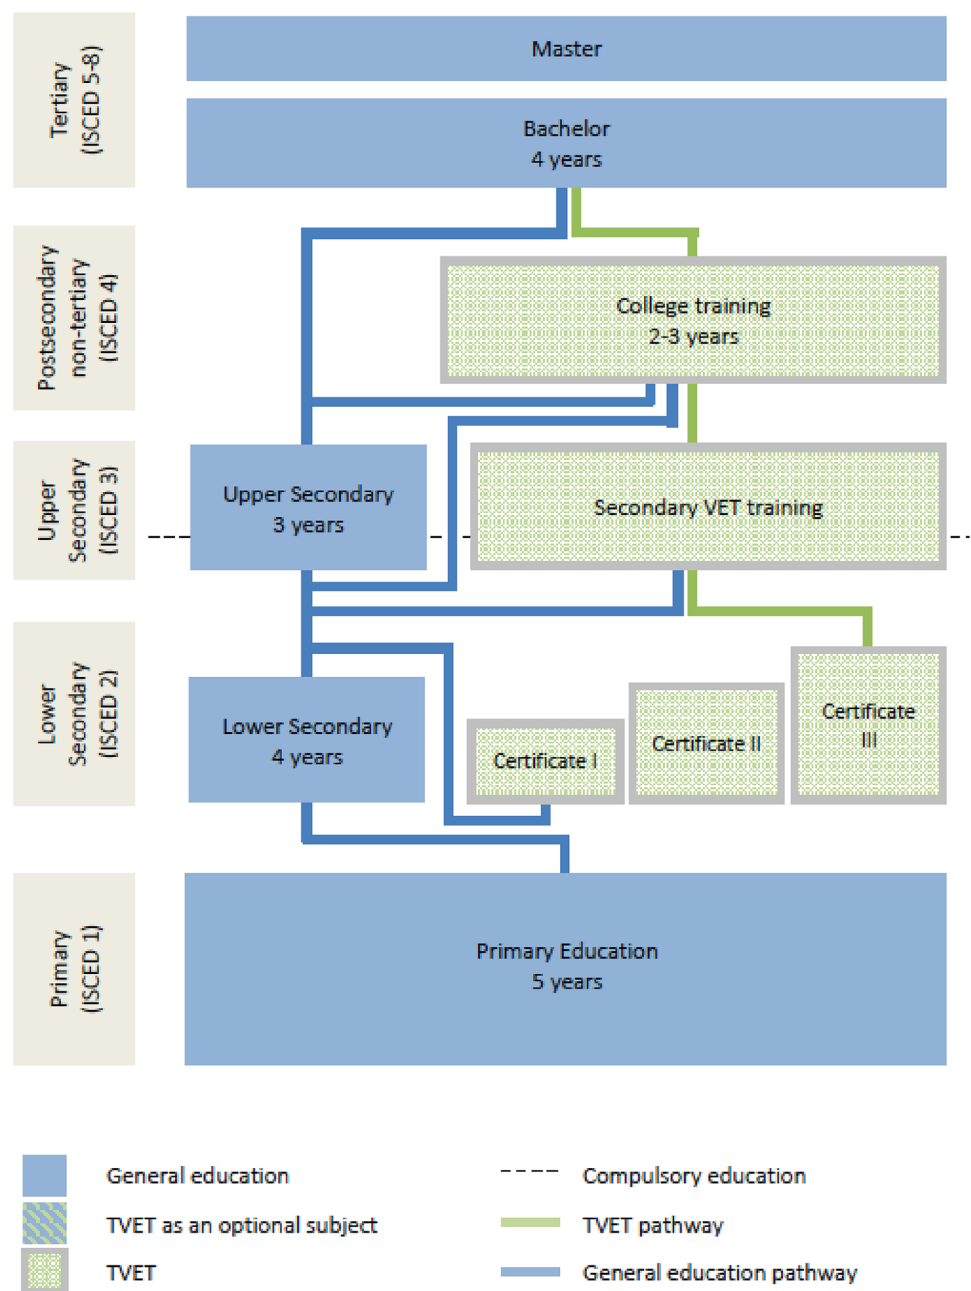 Tertiary
(ISCED 5-8)
Master
Bachelor
4 years
Postsecondary
non-tertiary
(ISCED 4)
College training
2-3 years
Upper
Secondary
(ISCED 3)
Upper Secondary
3 years
Secondary VET training
Lower
Secondary
(ISCED 2)
Lower Secondary
4 years
Certificate I
Certificate II
Certificate
III
Primary
(ISCED 1)
Primary Education
5 years
General education
Compulsory education
TVET as an optional subject
TVET pathway
TVET
General education pathway